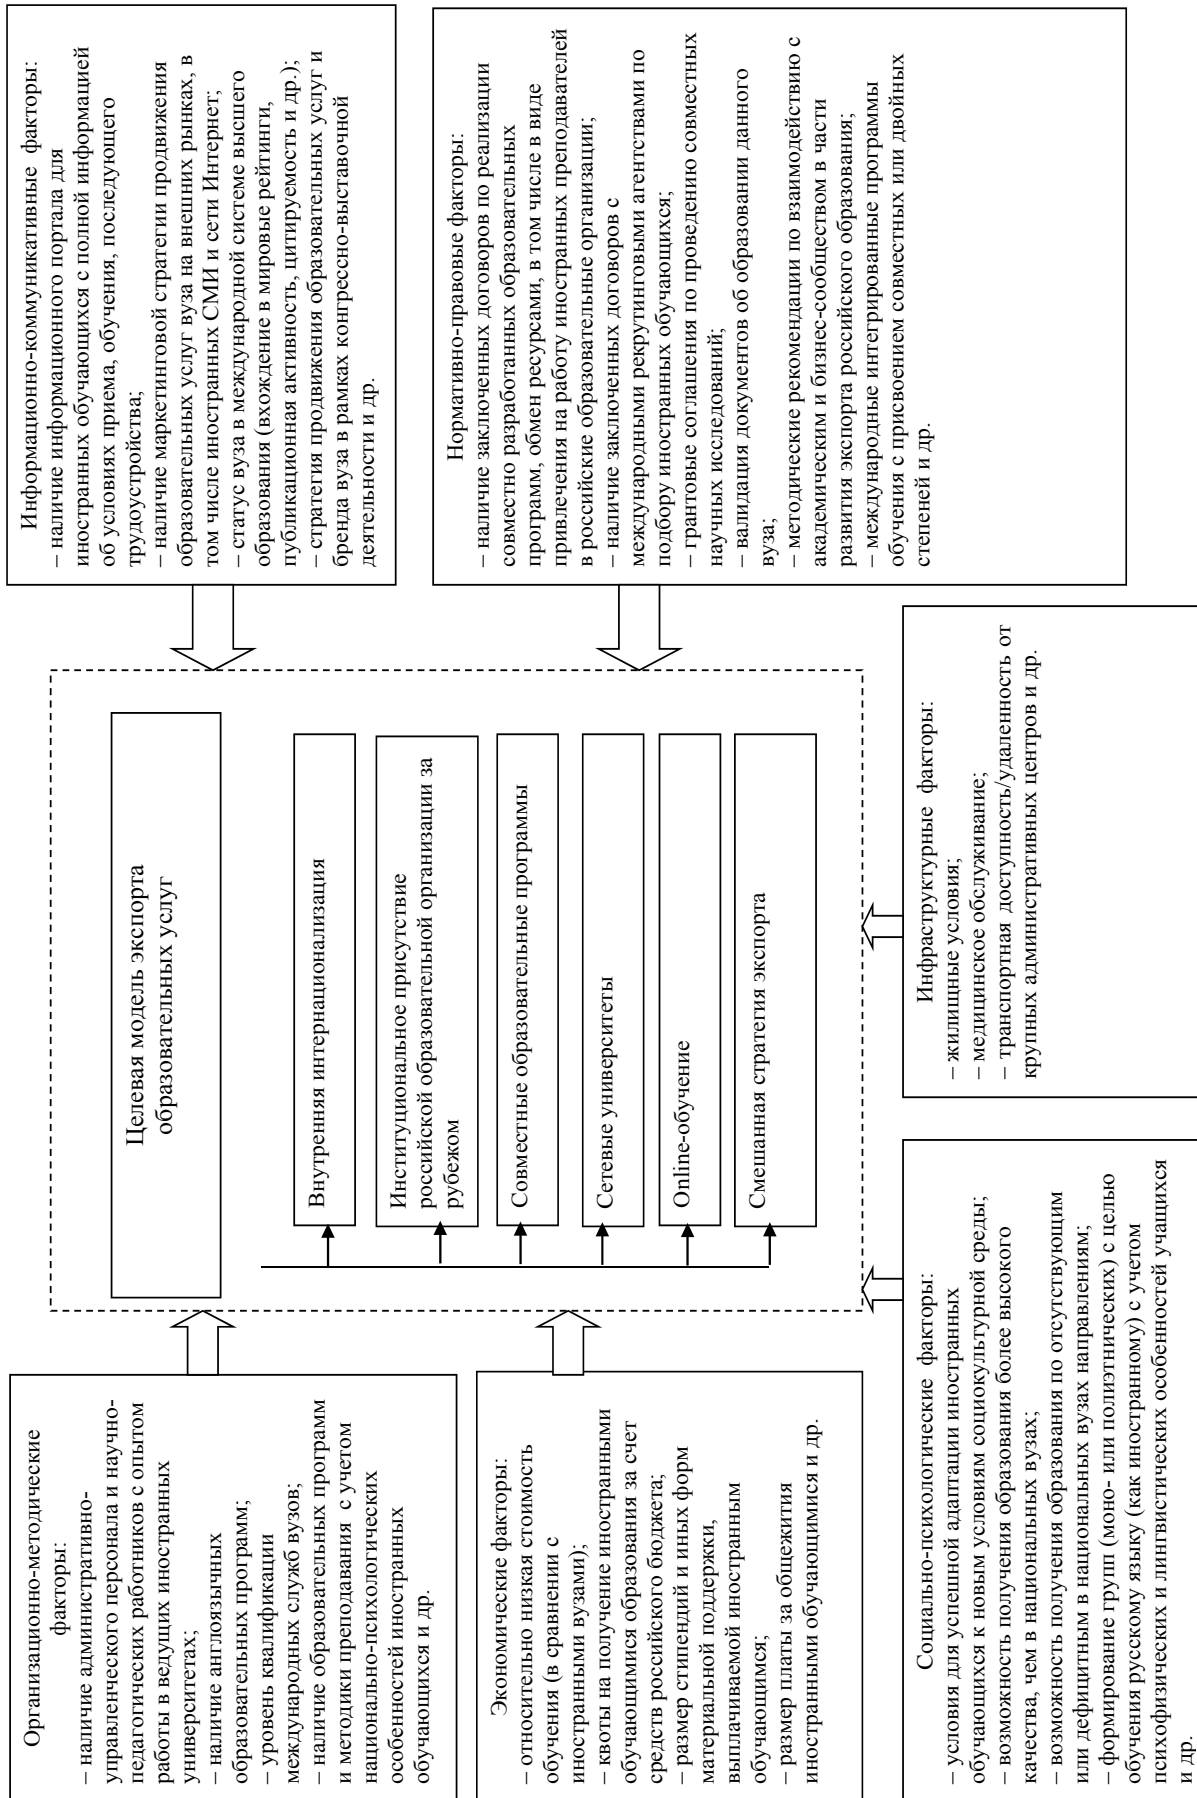 Организационно-методические
факторы:
– наличие административно-
управленческого персонала и научно-
педагогических работников с опытом
работы в ведущих иностранных
университетах;
– наличие англоязычных
образовательных программ;
– уровень квалификации
международных служб вузов;
– наличие образовательных программ
и методики преподавания с учетом
национально-психологических
особенностей иностранных
обучающихся и др.
Экономические факторы:
– относительно низкая стоимость
обучения (в сравнении с
иностранными вузами);
– квоты на получение иностранными
обучающимися образования за счет
средств российского бюджета;
– размер стипендий и иных форм
материальной поддержки,
выплачиваемой иностранным
обучающимся;
– размер платы за общежития
иностранными обучающимися и др.
Целевая модель экспорта
образовательных услуг
Внутренняя интернационализация
Институциональное присутствие
российской образовательной организации за
рубежом
Совместные образовательные программы
Сетевые университеты
Online-обучение
Смешанная стратегия экспорта
Информационно-коммуникативные факторы:
– наличие информационного портала для
иностранных обучающихся с полной информацией
об условиях приема, обучения, последующего
трудоустройства;
– наличие маркетинговой стратегии продвижения
образовательных услуг вуза на внешних рынках, в
том числе иностранных СМИ и сети Интернет;
– статус вуза в международной системе высшего
образования (вхождение в мировые рейтинги,
публикационная активность, цитируемость и др.);
– стратегия продвижения образовательных услуг и
бренда вуза в рамках конгрессно-выставочной
деятельности и др.
Нормативно-правовые факторы:
– наличие заключенных договоров по реализации
совместно разработанных образовательных
программ, обмен ресурсами, в том числе в виде
привлечения на работу иностранных преподавателей
в российские образовательные организации;
– наличие заключенных договоров с
международными рекрутинговыми агентствами по
подбору иностранных обучающихся;
– грантовые соглашения по проведению совместных
научных исследований;
– валидация документов об образовании данного
вуза;
– методические рекомендации по взаимодействию с
академическим и бизнес-сообществом в части
развития экспорта российского образования;
– международные интегрированные программы
обучения с присвоением совместных или двойных
степеней и др.
Социально-психологические факторы:
– условия для успешной адаптации иностранных
обучающихся к новым условиям социокультурной среды;
– возможность получения образования более высокого
качества, чем в национальных вузах;
– возможность получения образования по отсутствующим
или дефицитным в национальных вузах направлениям;
– формирование групп (моно- или полиэтнических) с целью
обучения русскому языку (как иностранному) с учетом
психофизических и лингвистических особенностей учащихся
и др.
Инфраструктурные факторы:
– жилищные условия;
– медицинское обслуживание;
– транспортная доступность/удаленность от
крупных административных центров и др.